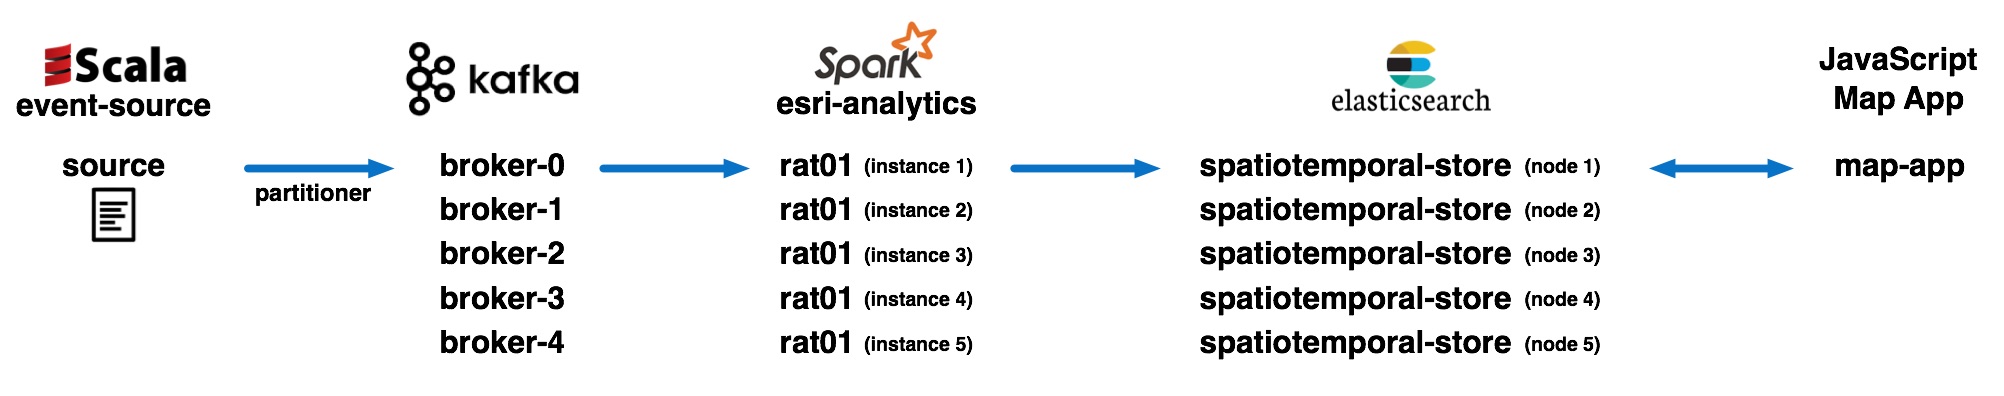 Scala
event-source
source
partitioner
kafka
broker-0
broker-1
broker-2
broker-3
broker-4
Spark
esri-analytics
rat01 (instance 1)
rat01 (instance 2)
rat01 (instance 3)
rat01 (instance 4)
rat01 (instance 5)
elasticsearch
spatiotemporal-store (node 1)
spatiotemporal-store (node 2)
spatiotemporal-store (node 3)
spatiotemporal-store (node 4)
spatiotemporal-store (node 5)
JavaScript
Map App
map-app